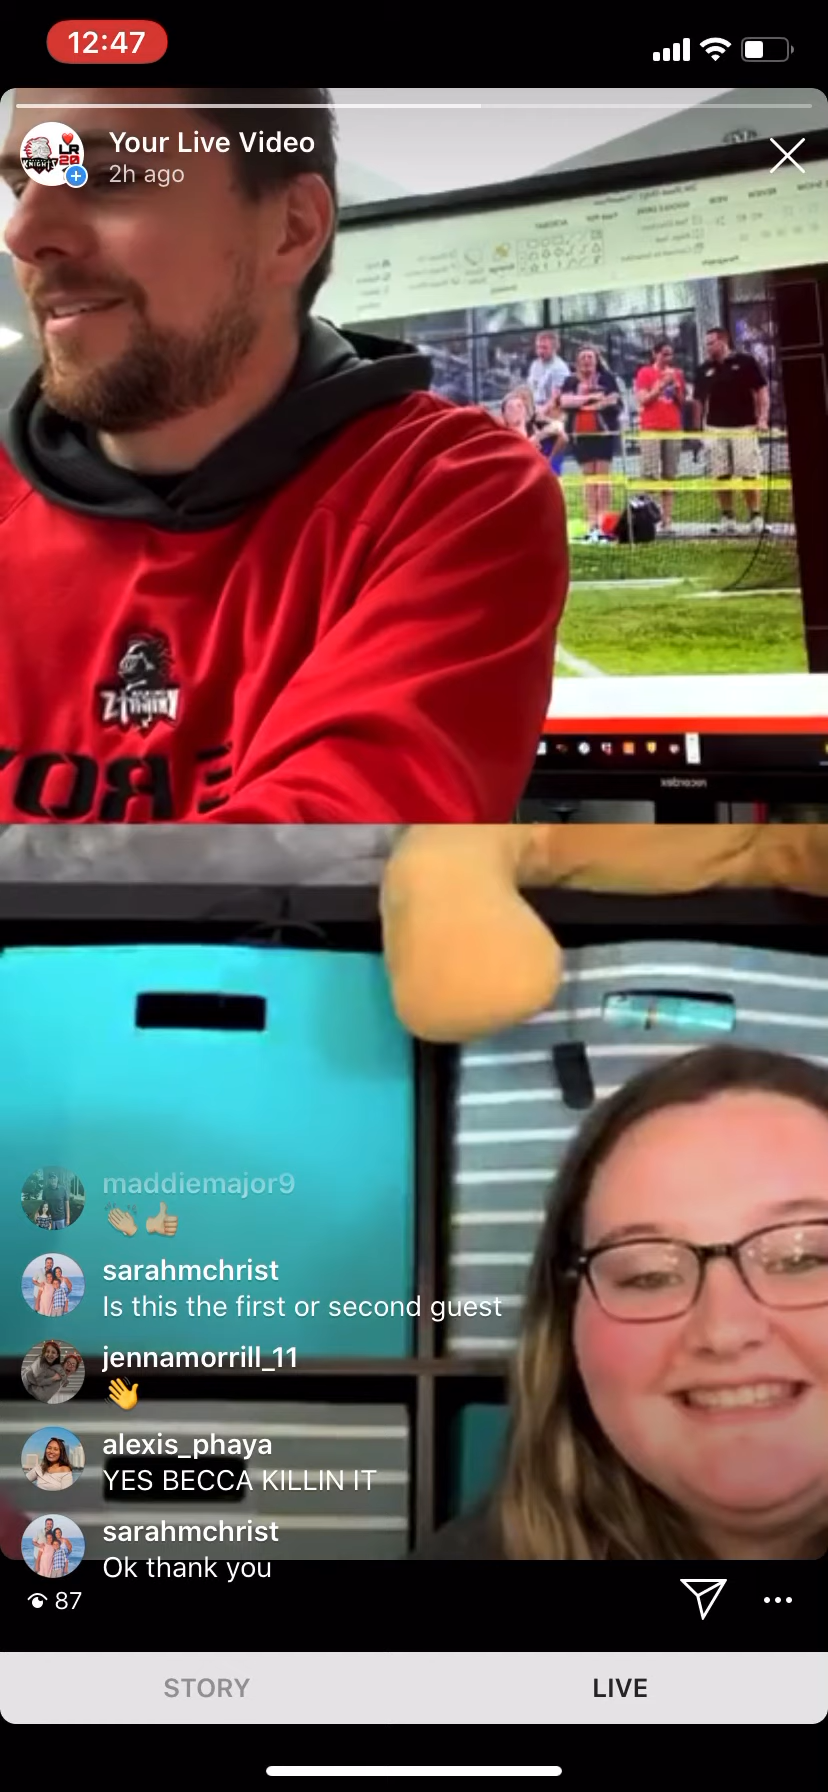 12:47
Your Live Video
2h ago
maddiemajor9
👏🏼👍🏼
sarahmchrist
Is this the first or second guest
jennamorrill_11
👋
alexis_phaya
YES BECCA KILLIN IT
sarahmchrist
Ok thank you
87
STORY
LIVE